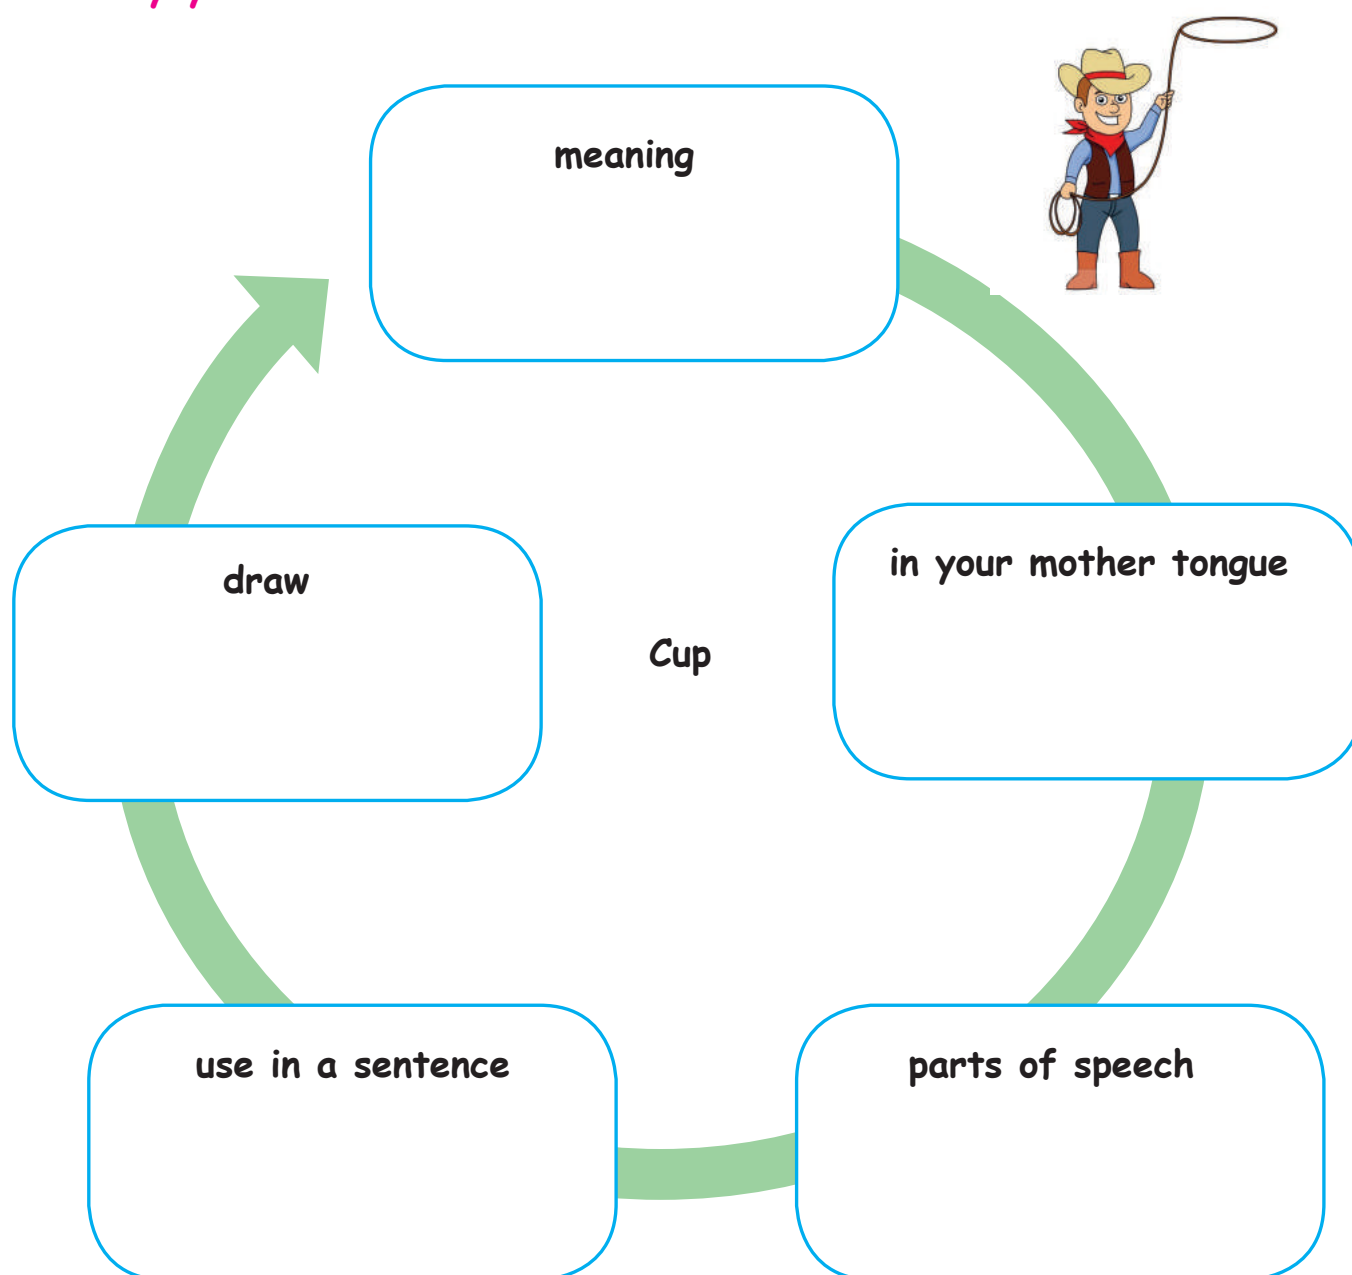 meaning
in your mother tongue
draw
Cup
use in a sentence
parts of speech